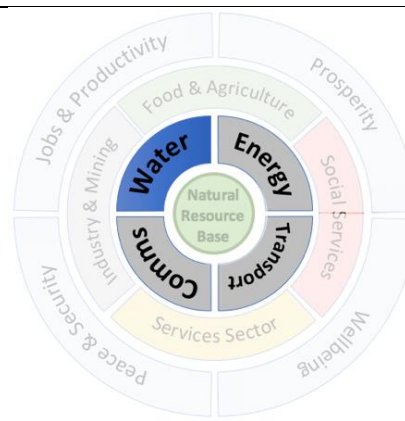 Jobs & Productivity
Prosperity
Food & Agriculture
Water
Energy
Industry & Mining
Natural
Resource
Base
Social Services
Comms
Transport
Services Sector
Peace & Security
Wellbeing